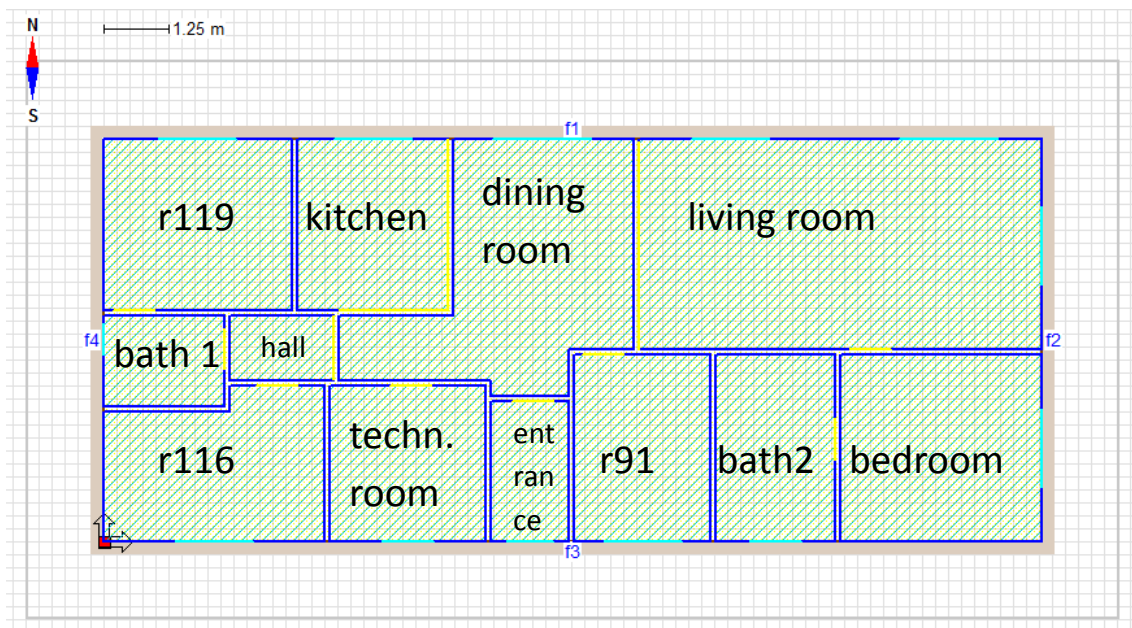 N
1.25 m
S
f1
r119
kitchen
dining
room
living room
f4
bath 1
hall
f2
r116
techn.
room
ent
ran
ce
r91
bath2
bedroom
f3